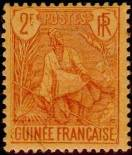 2F POSTES RF
GUINÉE FRANÇAISE